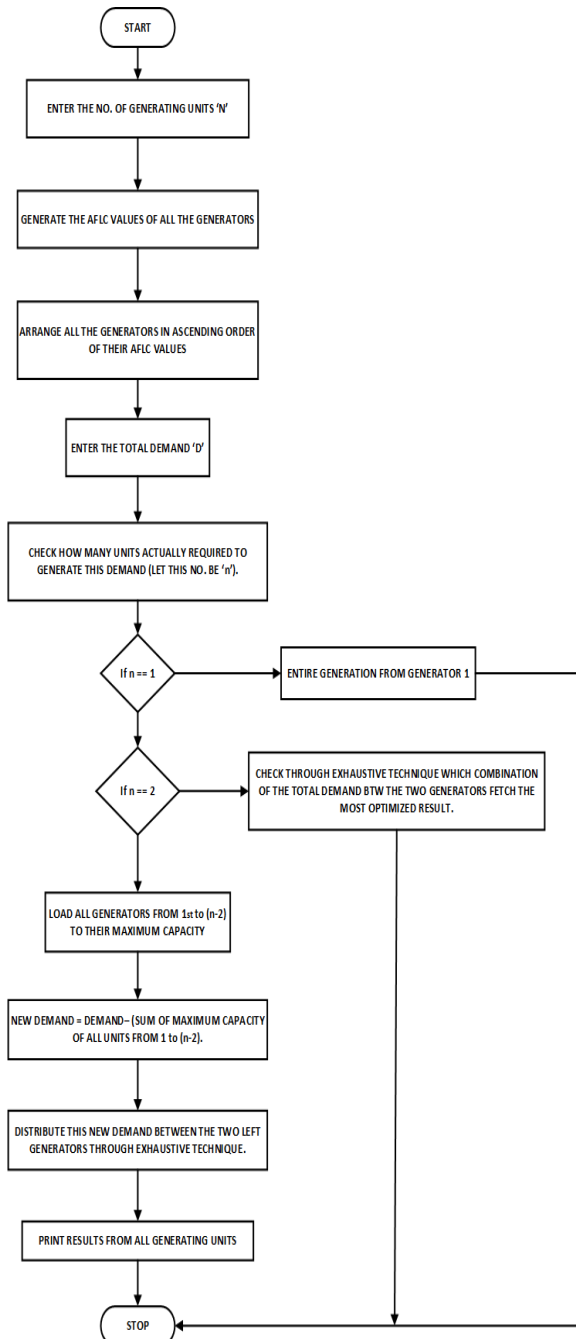 START
ENTER THE NO. OF GENERATING UNITS ‘N’
GENERATE THE AFLC VALUES OF ALL THE GENERATORS
ARRANGE ALL THE GENERATORS IN ASCENDING ORDER
OF THEIR AFLC VALUES
ENTER THE TOTAL DEMAND ‘D’
CHECK HOW MANY UNITS ACTUALLY REQUIRED TO
GENERATE THIS DEMAND (LET THIS NO. BE ‘n’).
If n == 1
ENTIRE GENERATION FROM GENERATOR 1
If n == 2
CHECK THROUGH EXHAUSTIVE TECHNIQUE WHICH COMBINATION
OF THE TOTAL DEMAND BTW THE TWO GENERATORS FETCH THE
MOST OPTIMIZED RESULT.
LOAD ALL GENERATORS FROM 1st to (n-2)
TO THEIR MAXIMUM CAPACITY
NEW DEMAND = DEMAND– (SUM OF MAXIMUM CAPACITY
OF ALL UNITS FROM 1 to (n-2).
DISTRIBUTE THIS NEW DEMAND BETWEEN THE TWO LEFT
GENERATORS THROUGH EXHAUSTIVE TECHNIQUE.
PRINT RESULTS FROM ALL GENERATING UNITS
STOP